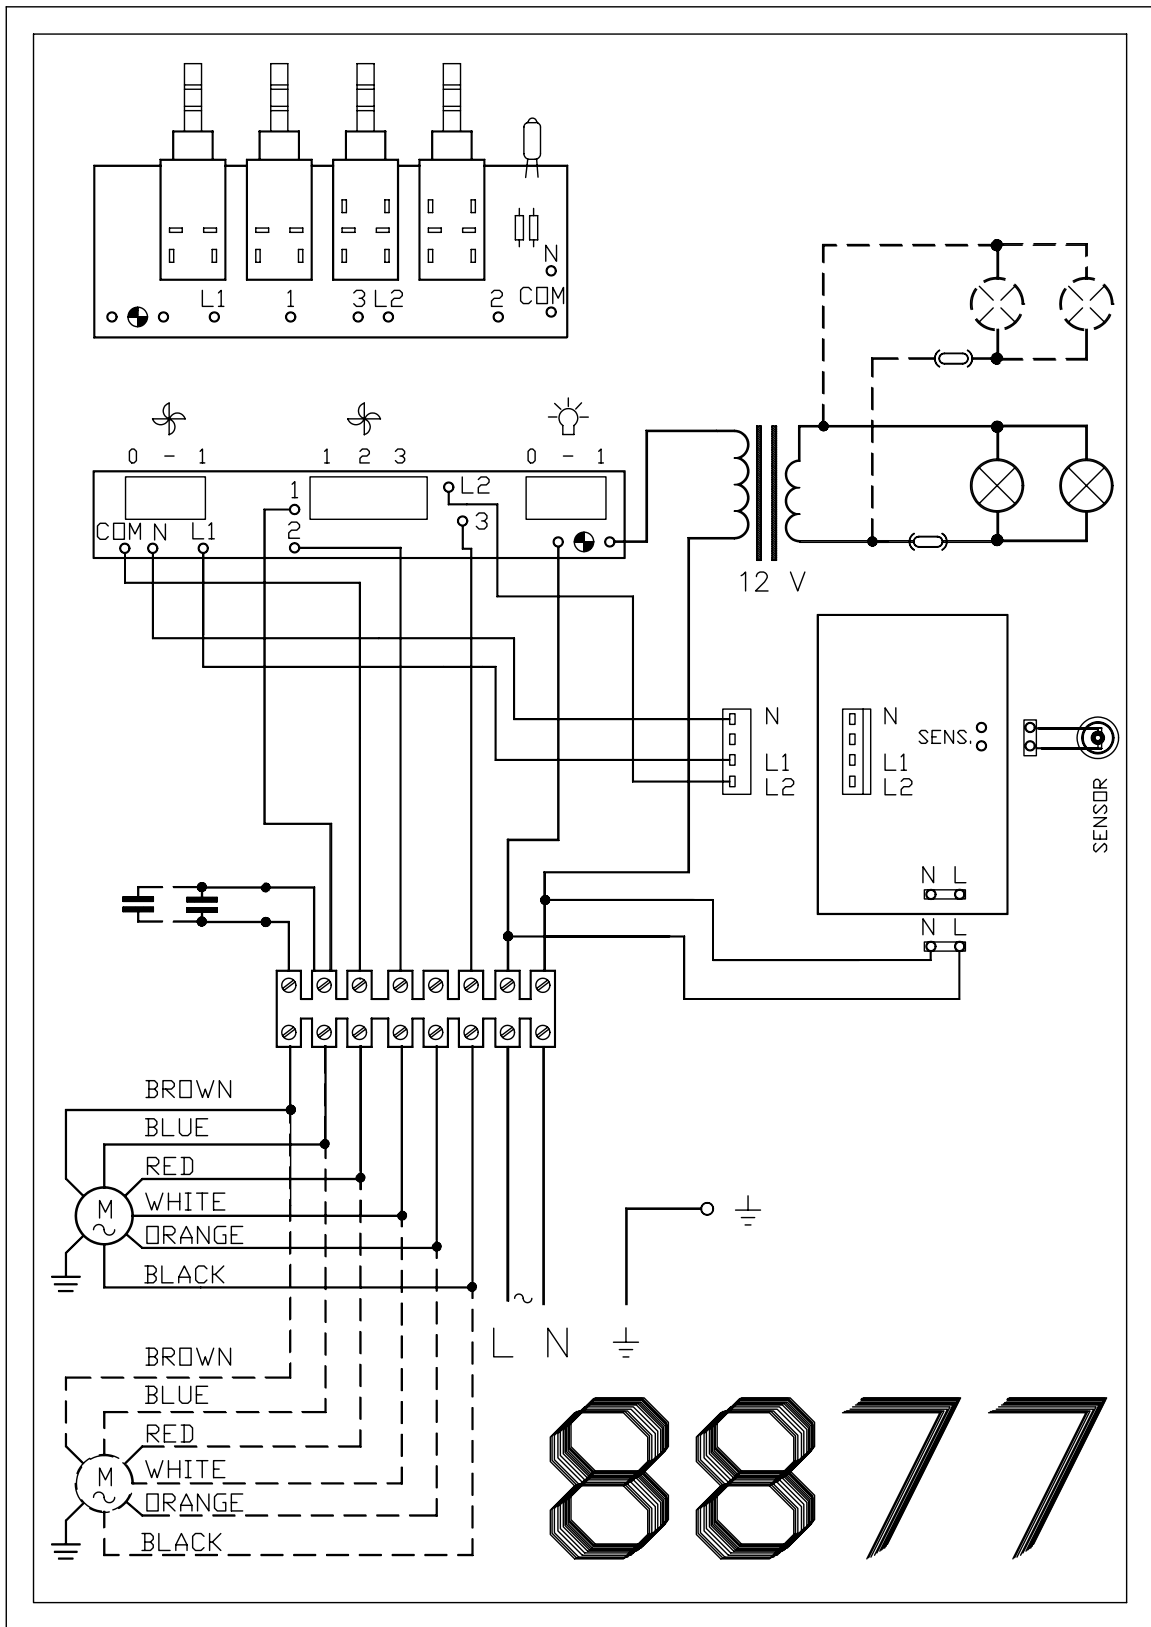 N
L1 1 3 L2 2 COM
0 - 1 1 2 3 0 - 1
1 L2
COM N L1 2 3
12 V
N N SENS.
L1 L1
L2 L2
SENSOR
N L
N L
BROWN
BLUE
RED
M WHITE
ORANGE
BLACK
L N
BROWN
BLUE
RED
M WHITE
ORANGE
BLACK
8877